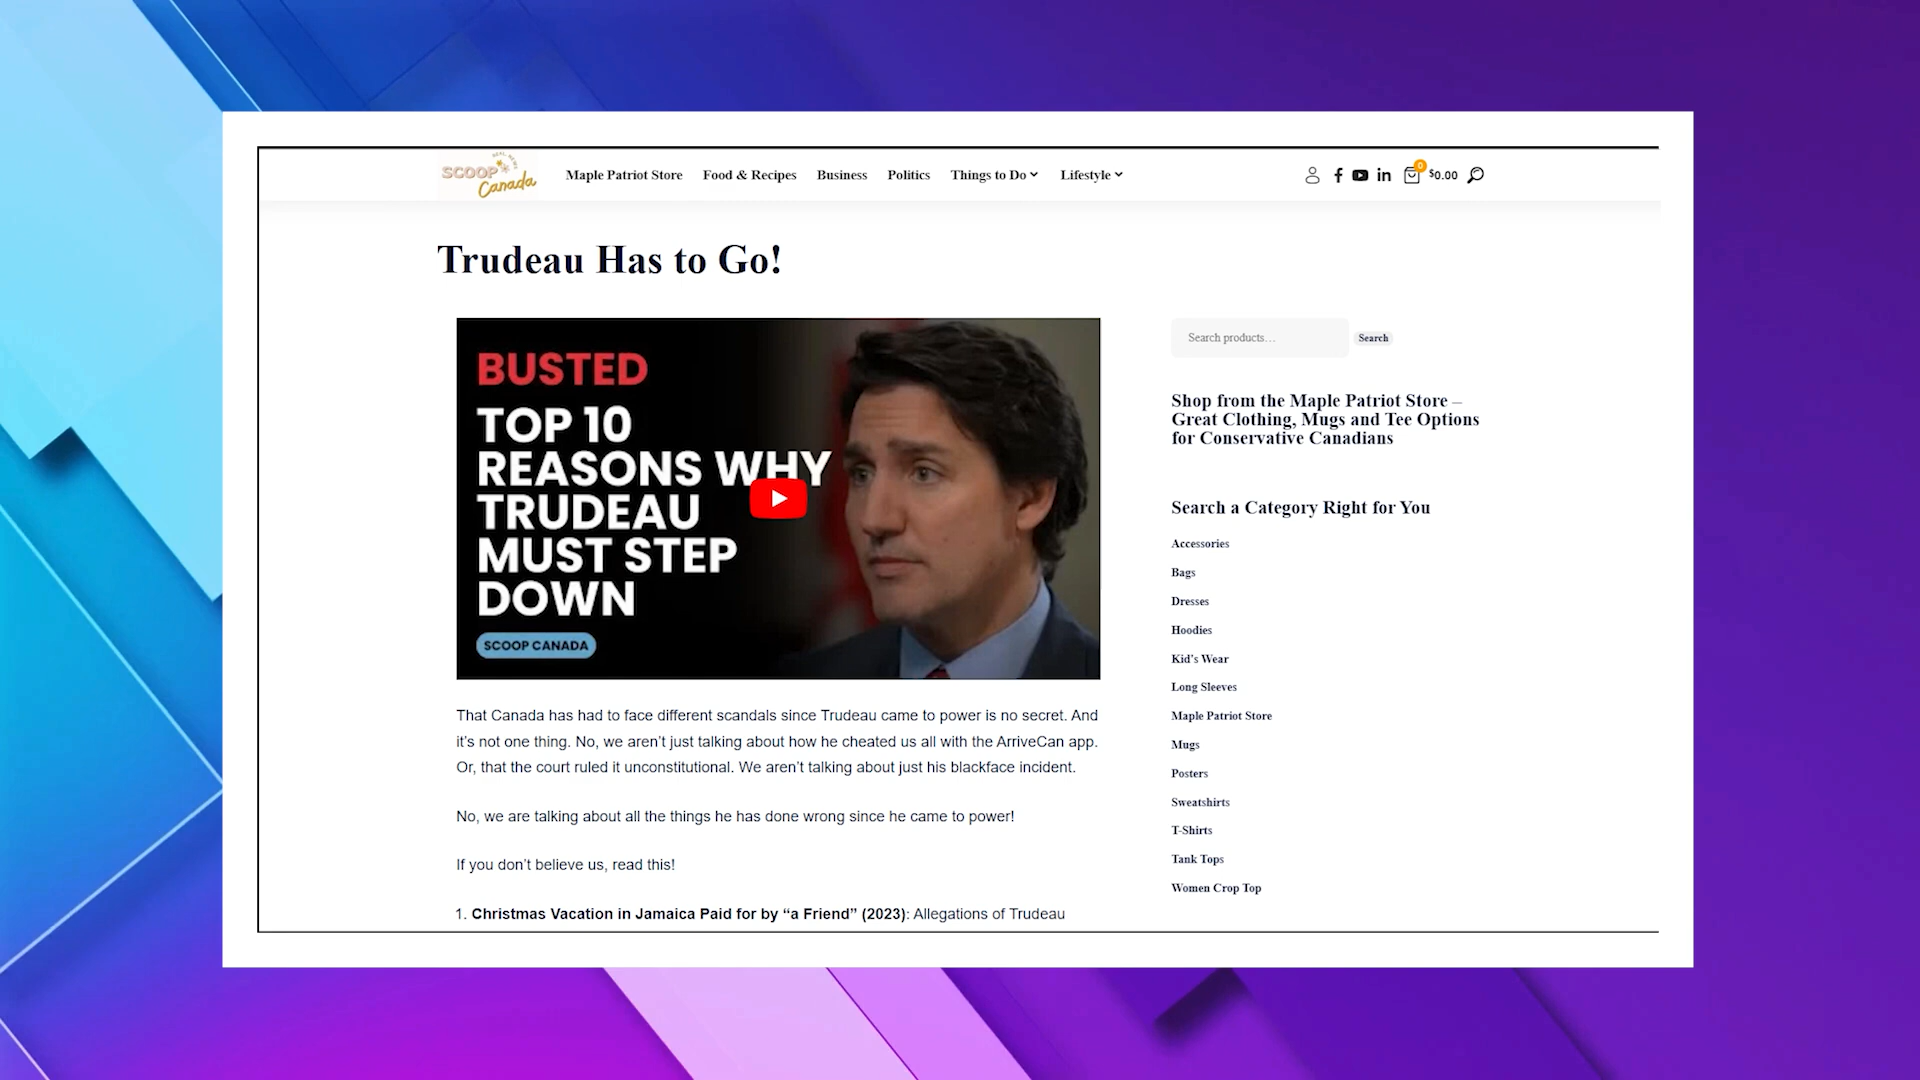 REAL NEWS
SCOOP
Canada
Maple Patriot Store
Food & Recipes
Business
Politics
Things to Do
Lifestyle
0
$0.00
Trudeau Has to Go!
BUSTED
TOP 10
REASONS WHY
TRUDEAU
MUST STEP
DOWN
SCOOP CANADA
That Canada has had to face different scandals since Trudeau came to power is no secret. And
it’s not one thing. No, we aren’t just talking about how he cheated us all with the ArriveCan app.
Or, that the court ruled it unconstitutional. We aren’t talking about just his blackface incident.
No, we are talking about all the things he has done wrong since he came to power!
If you don’t believe us, read this!
1. Christmas Vacation in Jamaica Paid for by “a Friend” (2023): Allegations of Trudeau
Search products…
Search
Shop from the Maple Patriot Store –
Great Clothing, Mugs and Tee Options
for Conservative Canadians
Search a Category Right for You
Accessories
Bags
Dresses
Hoodies
Kid’s Wear
Long Sleeves
Maple Patriot Store
Mugs
Posters
Sweatshirts
T-Shirts
Tank Tops
Women Crop Top